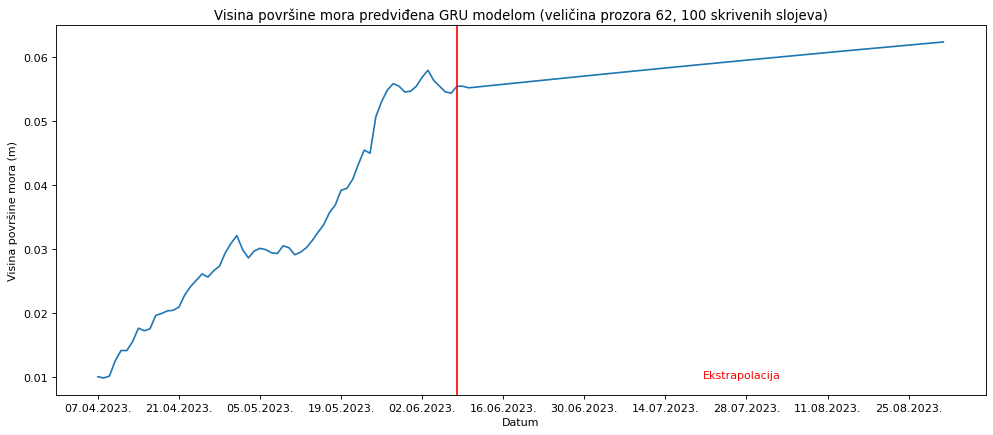 Visina površine mora predviđena GRU modelom (veličina prozora 62, 100 skrivenih slojeva)
Visina površine mora (m)
0.06
0.05
0.04
0.03
0.02
0.01
Ekstrapolacija
07.04.2023. 21.04.2023. 05.05.2023. 19.05.2023. 02.06.2023. 16.06.2023. 30.06.2023. 14.07.2023. 28.07.2023. 11.08.2023. 25.08.2023.
Datum